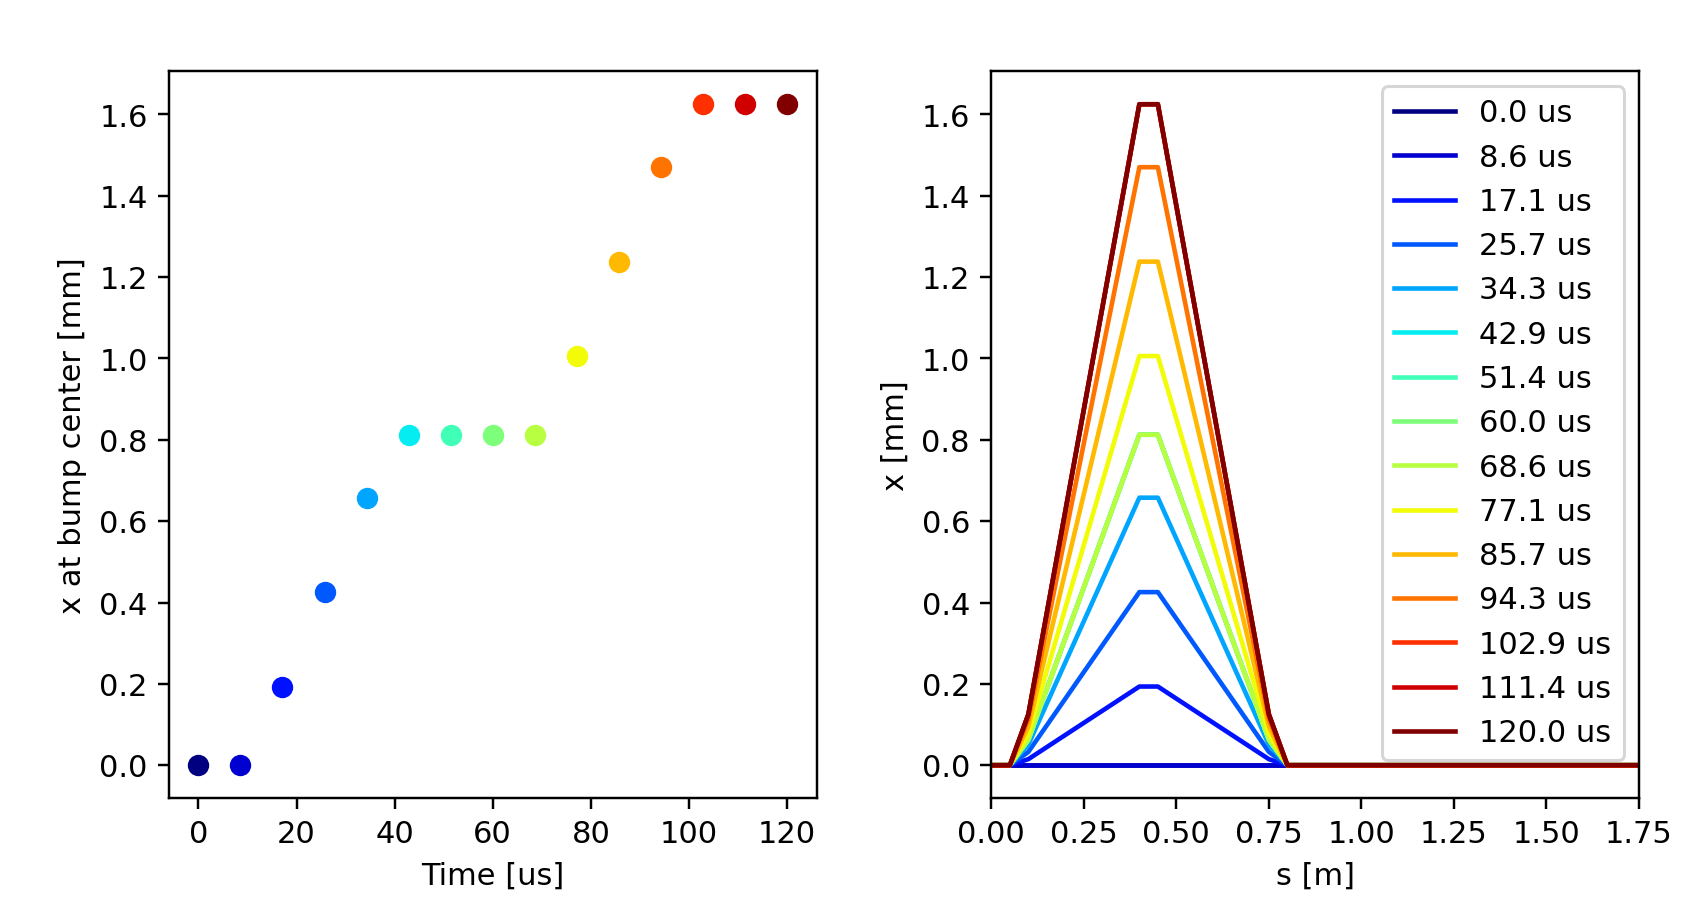 x at bump center [mm]
1.6
1.4
1.2
1.0
0.8
0.6
0.4
0.2
0.0
0 20 40 60 80 100 120
Time [us]
x [mm]
1.6
1.4
1.2
1.0
0.8
0.6
0.4
0.2
0.0
0.00 0.25 0.50 0.75 1.00 1.25 1.50 1.75
s [m]
0.0 us
8.6 us
17.1 us
25.7 us
34.3 us
42.9 us
51.4 us
60.0 us
68.6 us
77.1 us
85.7 us
94.3 us
102.9 us
111.4 us
120.0 us